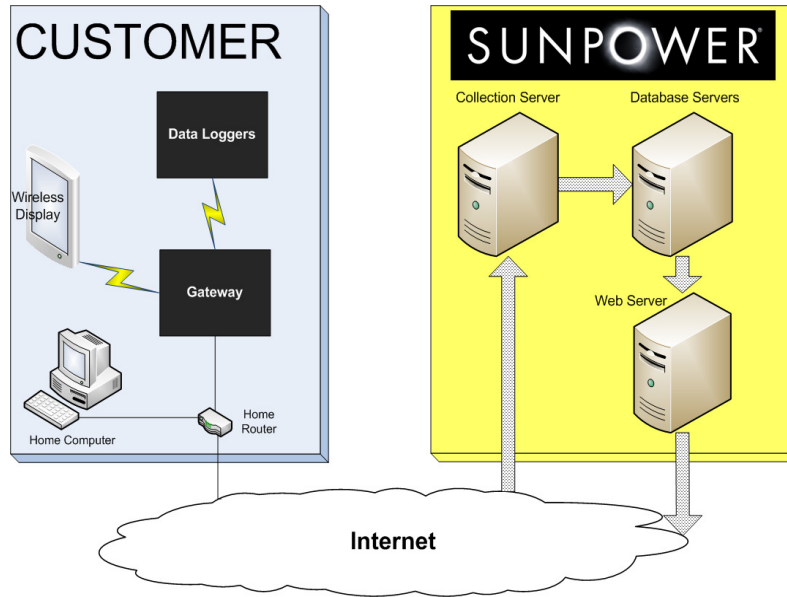 CUSTOMER
Data Loggers
Wireless
Display
Gateway
Home Computer
Home
Router
SUNPOWER®
Collection Server
Database Servers
Web Server
Internet